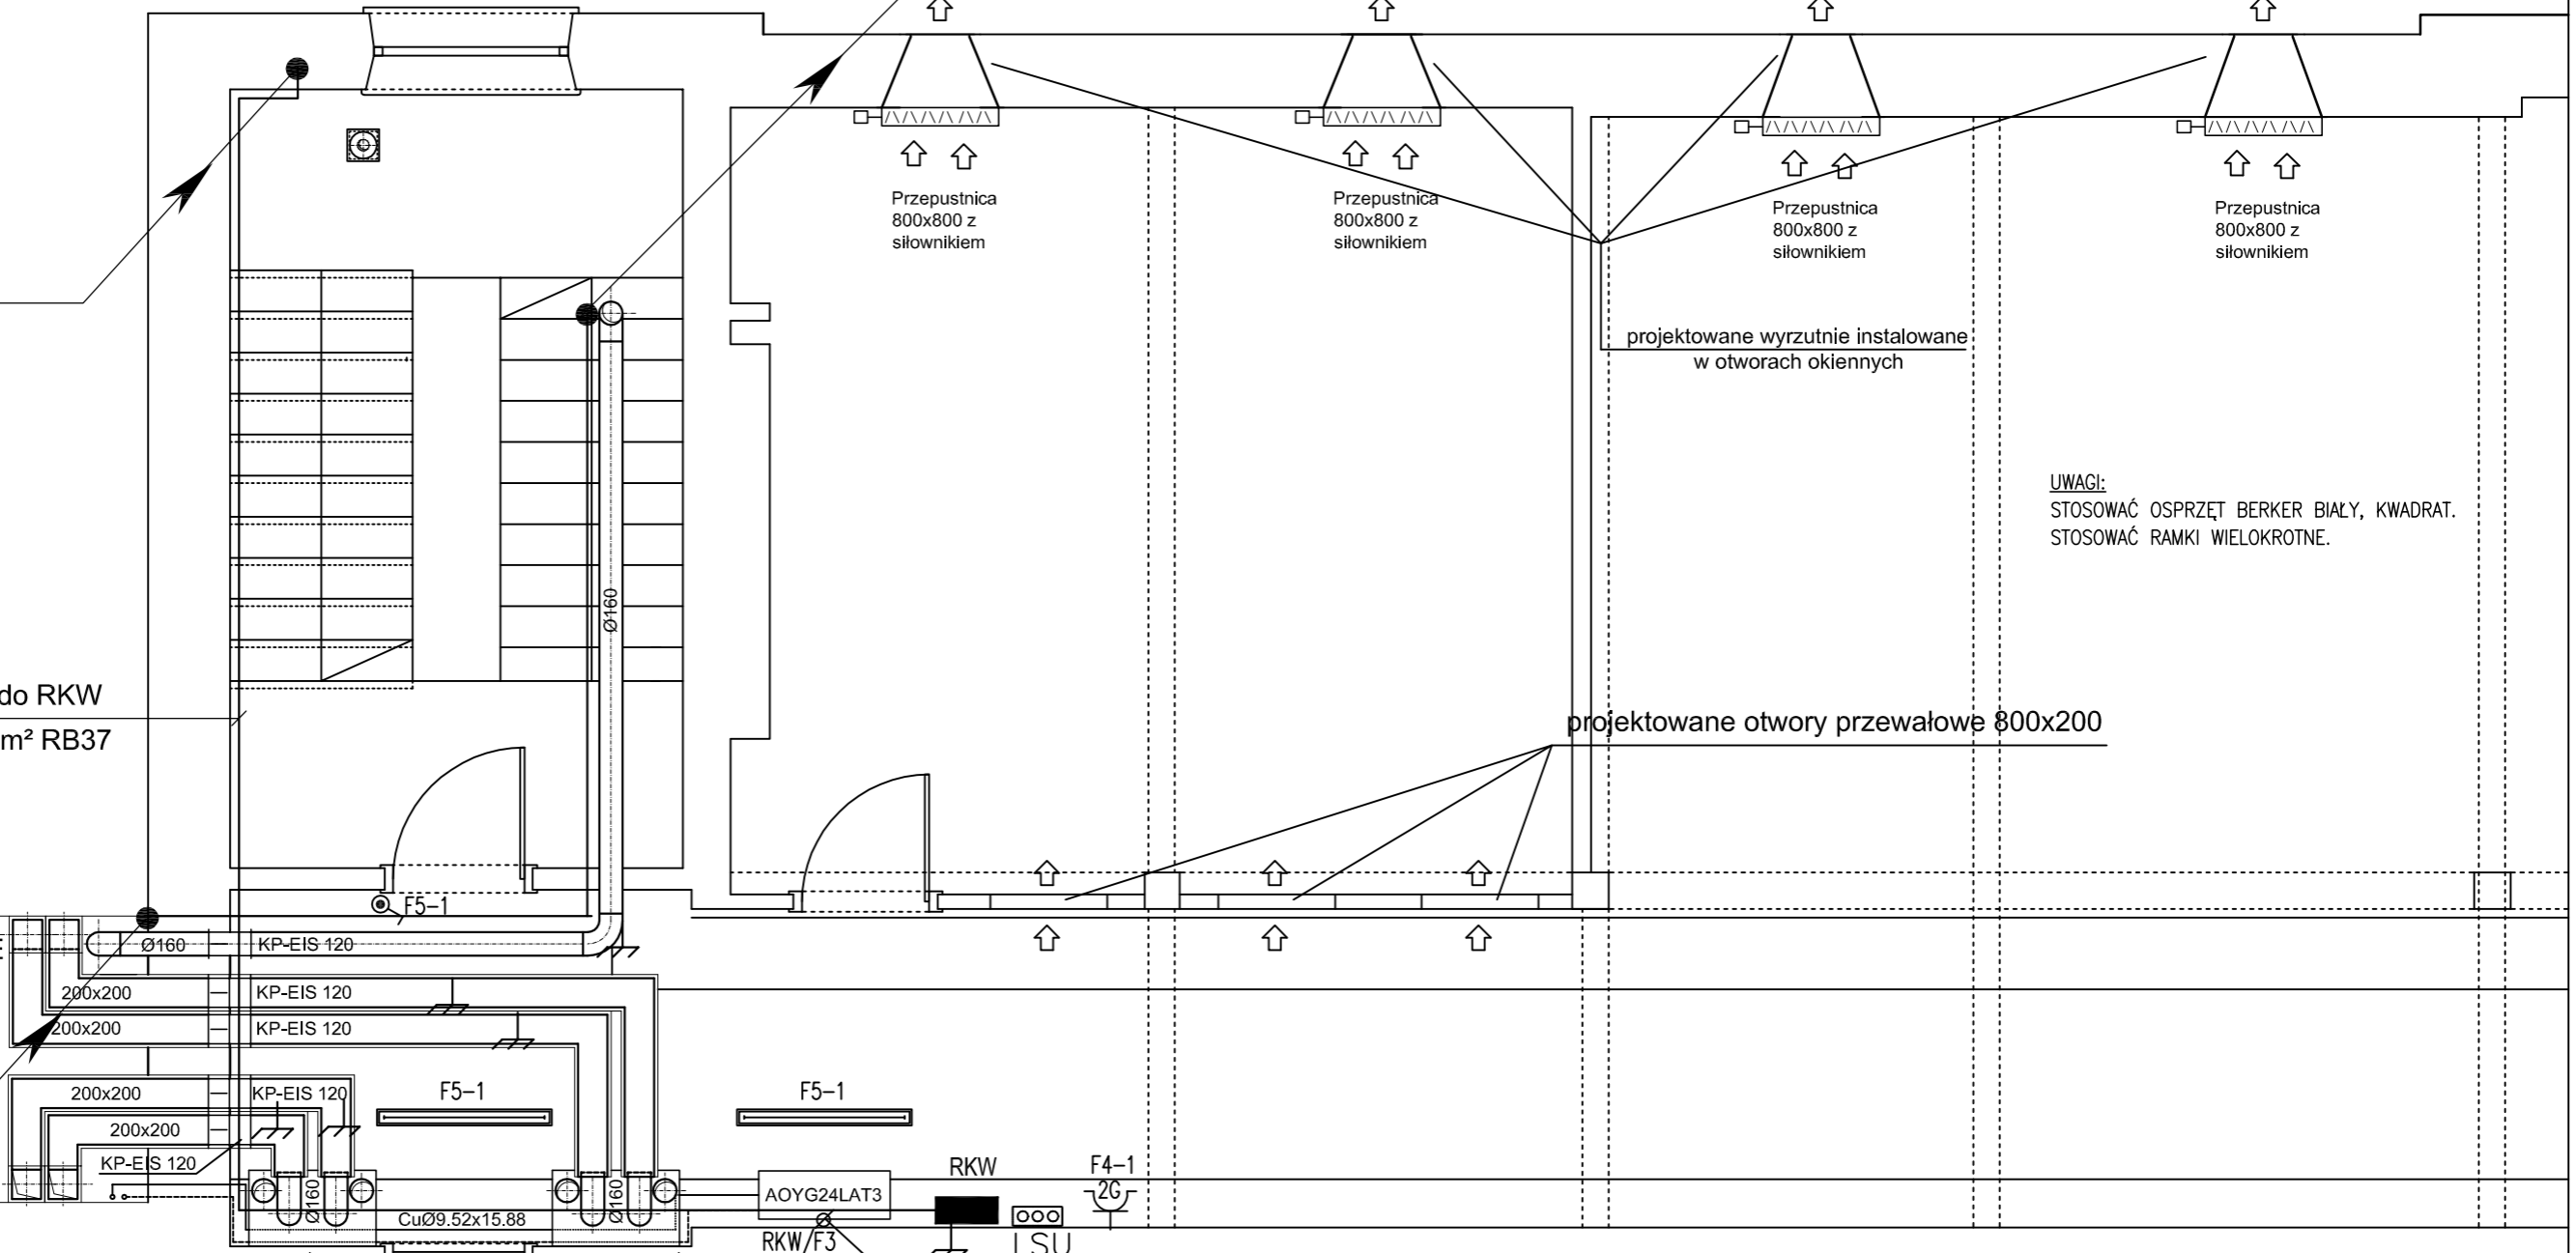 Przepustnica
800x800 z
siłownikiem
Przepustnica
800x800 z
siłownikiem
Przepustnica
800x800 z
siłownikiem
Przepustnica
800x800 z
siłownikiem
projektowane wyrzutnie instalowane
w otworach okiennych
UWAGI:
STOSOWAĆ OSPRZĘT BERKER BIAŁY, KWADRAT.
STOSOWAĆ RAMKI WIELOKROTNE.
Ø160
do RKW
m² RB37
projektowane otwory przewałowe 800x200
F5-1
Ø160
KP-EIS 120
200x200
KP-EIS 120
200x200
KP-EIS 120
200x200
KP-EIS 120
F5-1
F5-1
200x200
KP-EIS 120
Ø160
Ø160
CuØ9.52x15.88
AOYG24LAT3
RKW
F4-1
2G
RKW/F3
LSU